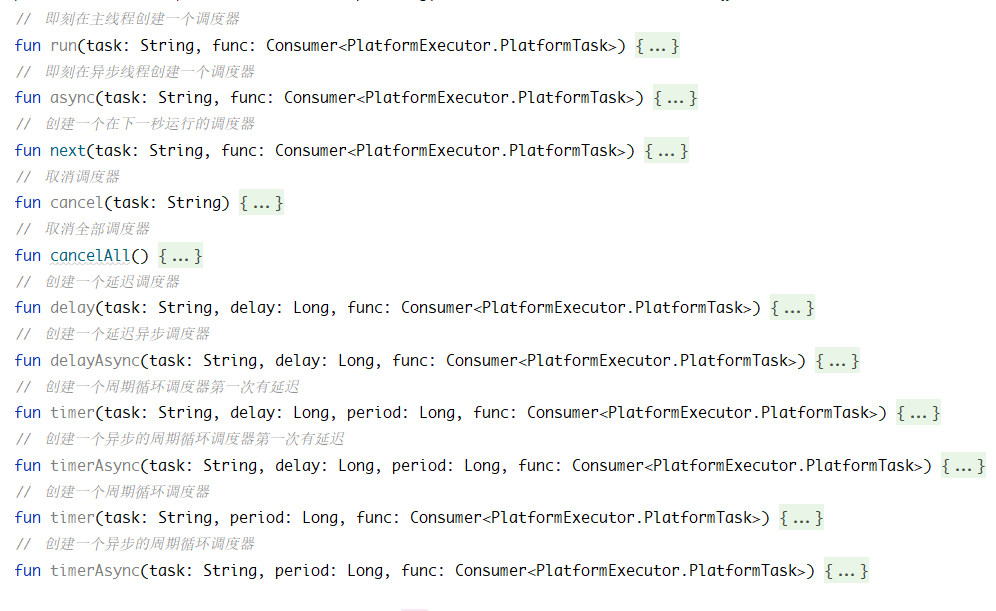 // 即刻在主线程创建一个调度器
fun run(task: String, func: Consumer<PlatformExecutor.PlatformTask>) {...}
// 即刻在异步线程创建一个调度器
fun async(task: String, func: Consumer<PlatformExecutor.PlatformTask>) {...}
// 创建一个在下一秒运行的调度器
fun next(task: String, func: Consumer<PlatformExecutor.PlatformTask>) {...}
// 取消调度器
fun cancel(task: String) {...}
// 取消全部调度器
fun cancelAll() {...}
// 创建一个延迟调度器
fun delay(task: String, delay: Long, func: Consumer<PlatformExecutor.PlatformTask>) {...}
// 创建一个延迟异步调度器
fun delayAsync(task: String, delay: Long, func: Consumer<PlatformExecutor.PlatformTask>) {...}
// 创建一个周期循环调度器第一次有延迟
fun timer(task: String, delay: Long, period: Long, func: Consumer<PlatformExecutor.PlatformTask>) {...}
// 创建一个异步的周期循环调度器第一次有延迟
fun timerAsync(task: String, delay: Long, period: Long, func: Consumer<PlatformExecutor.PlatformTask>) {...}
// 创建一个周期循环调度器
fun timer(task: String, period: Long, func: Consumer<PlatformExecutor.PlatformTask>) {...}
// 创建一个异步的周期循环调度器
fun timerAsync(task: String, period: Long, func: Consumer<PlatformExecutor.PlatformTask>) {...}